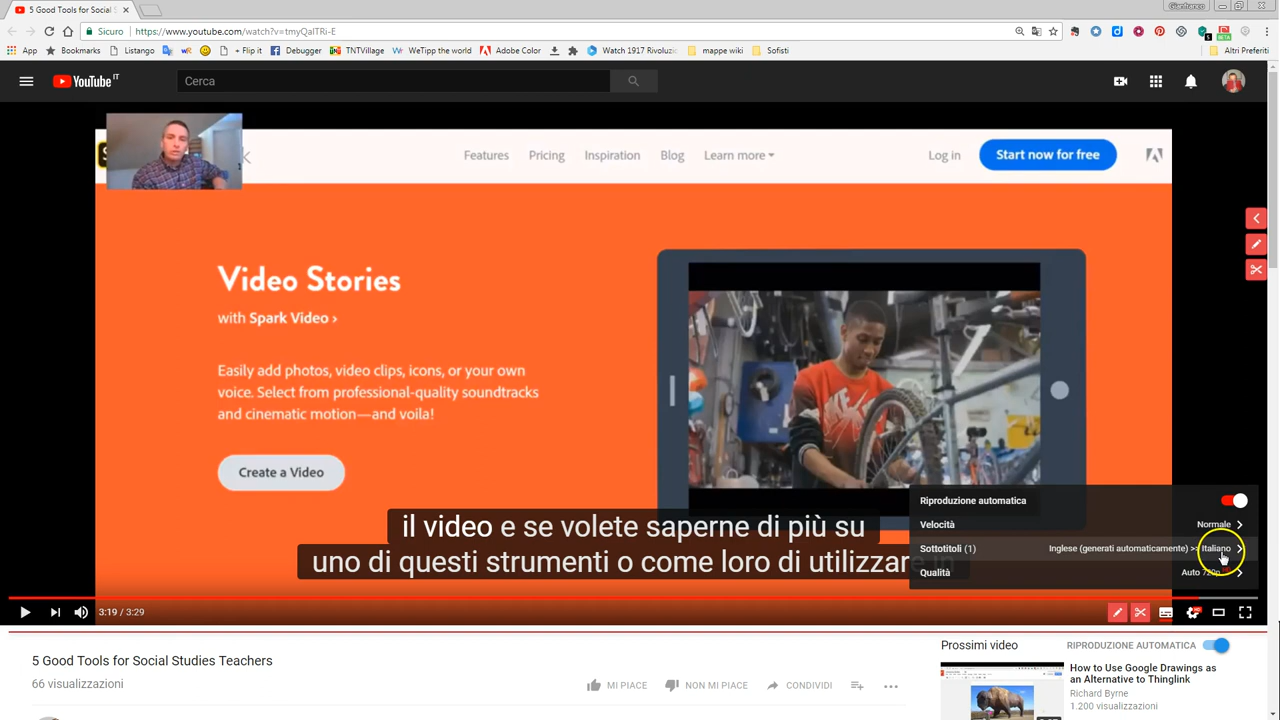 5 Good Tools for Social S
Gianfranco
Sicuro
https://www.youtube.com/watch?v=tmyQaITRi-E
App
Bookmarks
Listango
+ Flip it
Debugger
TNTVillage
WeTipp the world
Adobe Color
Watch 1917 Rivoluzi
mappe wiki
Sofisti
Altri Preferiti
YouTube IT
Cerca
Features
Pricing
Inspiration
Blog
Learn more
Log in
Start now for free
Video Stories
with Spark Video ›
Easily add photos, video clips, icons, or your own
voice. Select from professional-quality soundtracks
and cinematic motion—and voila!
Create a Video
il video e se volete saperne di più su
uno di questi strumenti o come loro di utilizzare in
Riproduzione automatica
Velocità
Normale
Sottotitoli (1)
Inglese (generati automaticamente) >> Italiano
Qualità
Auto 720p
3:19 / 3:29
5 Good Tools for Social Studies Teachers
66 visualizzazioni
MI PIACE
NON MI PIACE
CONDIVIDI
Prossimi video
RIPRODUZIONE AUTOMATICA
How to Use Google Drawings as
an Alternative to Thinglink
Richard Byrne
1.200 visualizzazioni